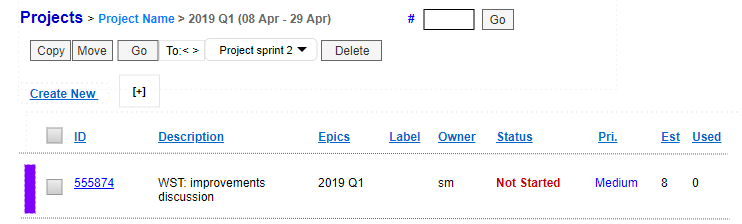 Projects > Project Name > 2019 Q1 (08 Apr - 29 Apr) # Go
Copy Move Go To:< > Project sprint 2 Delete
Create New [+]
ID Description Epics Label Owner Status Pri. Est Used
555874 WST: improvements 2019 Q1 sm Not Started Medium 8 0
discussion